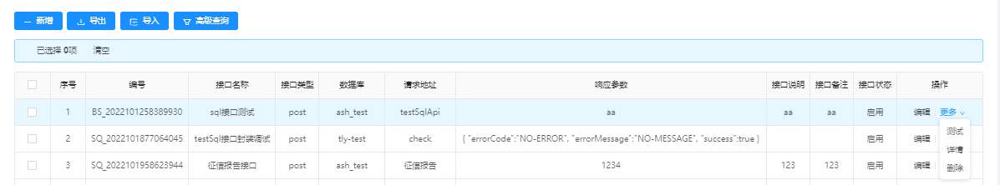 新增 导出 导入 高级查询
已选择 0项 清空
序号 编号 接口名称 接口类型 数据库 请求地址 响应参数 接口说明 接口备注 接口状态 操作
1 BS_2022101258389930 sql接口测试 post ash_test testSqlApi aa aa aa 启用 编辑 更多
2 SQ_2022101877064045 testSql接口封装调试 post tly-test check { "errorCode":"NO-ERROR", "errorMessage":"NO-MESSAGE", "success":true } 启用 编辑
测试
详情
3 SQ_2022101958623944 征信报告接口 post ash_test 征信报告 1234 123 123 启用 编辑
删除